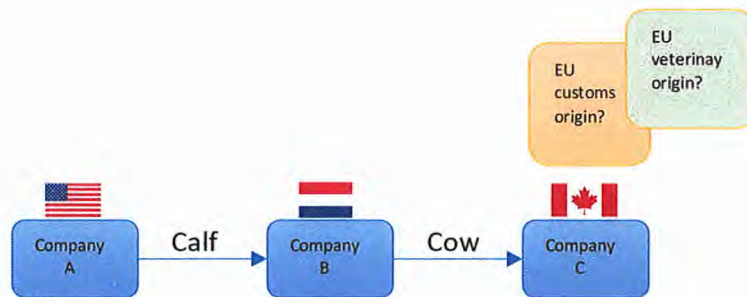 EU
veterinay
origin?
EU
customs
origin?
Company
A
Calf
Company
B
Cow
Company
C